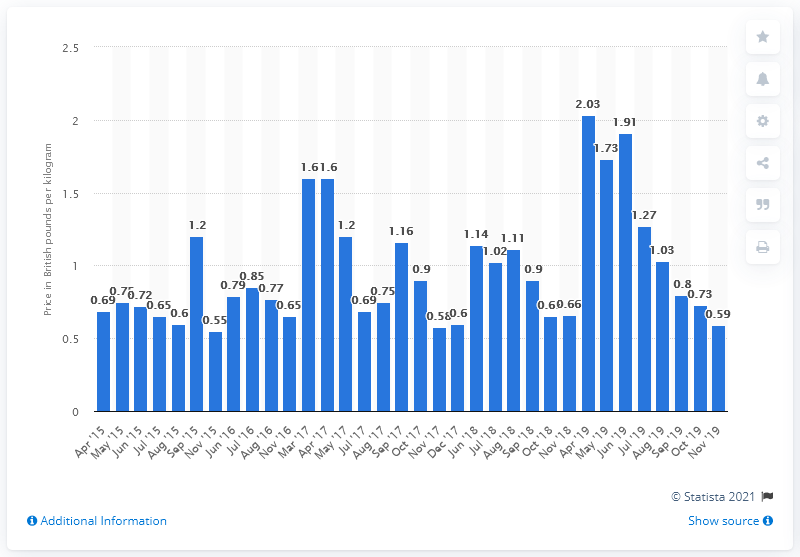 2.5
2
1.5
1
0.5
0
Price in British pounds per kilogram
0.69
0.75
0.72
0.65
0.6
1.2
0.55
0.79
0.85
0.77
0.65
1.6
1.6
1.2
0.69
0.75
1.16
0.9
0.58
0.6
1.14
1.02
1.11
0.9
0.66
2.03
1.73
1.91
1.27
1.03
0.8
0.73
0.59
Apr '15
May '15
Jun '15
Jul '15
Aug '15
Sep '15
Nov '15
Jun '16
Jul '16
Aug '16
Nov '16
Mar '17
Apr '17
May '17
Jul '17
Aug '17
Sep '17
Oct '17
Nov '17
Dec '17
Jun '18
Jul '18
Aug '18
Sep '18
Oct '18
Nov '18
Apr '19
May '19
Jun '19
Jul '19
Aug '19
Sep '19
Oct '19
Nov '19
© Statista 2021
Additional Information
Show source